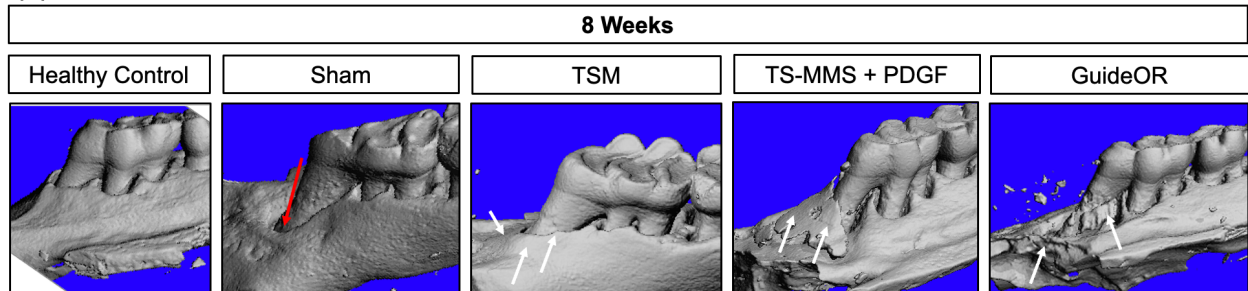 8 Weeks
Healthy Control
Sham
TSM
TS-MMS + PDGF
GuideOR